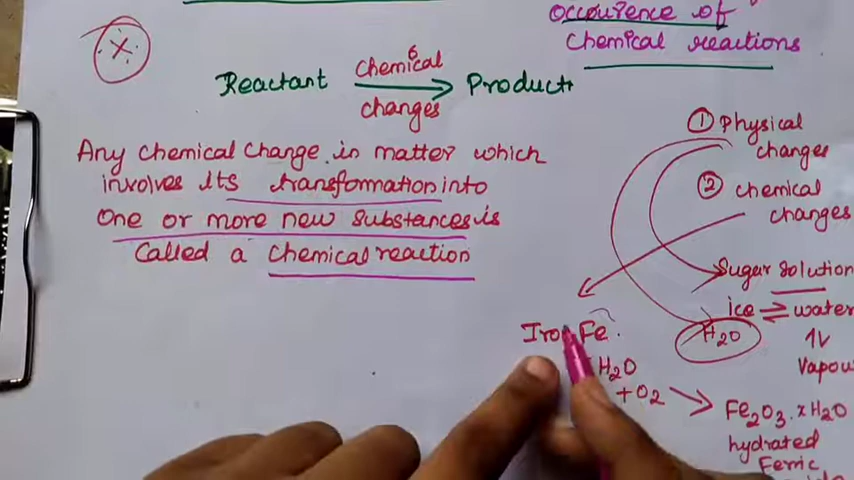 Occurence of
chemical reactions
Reactant chemical changes → Product
Any chemical change in matter which
involves its transformation into
One or more new substances is
Called a chemical reaction
① Physical
changes
② chemical
changes
Sugar solution
ice ⇌ water
H₂O
Vapour
Iron Fe
H₂O
+O₂ → Fe₂O₃.xH₂O
hydrated
Ferric